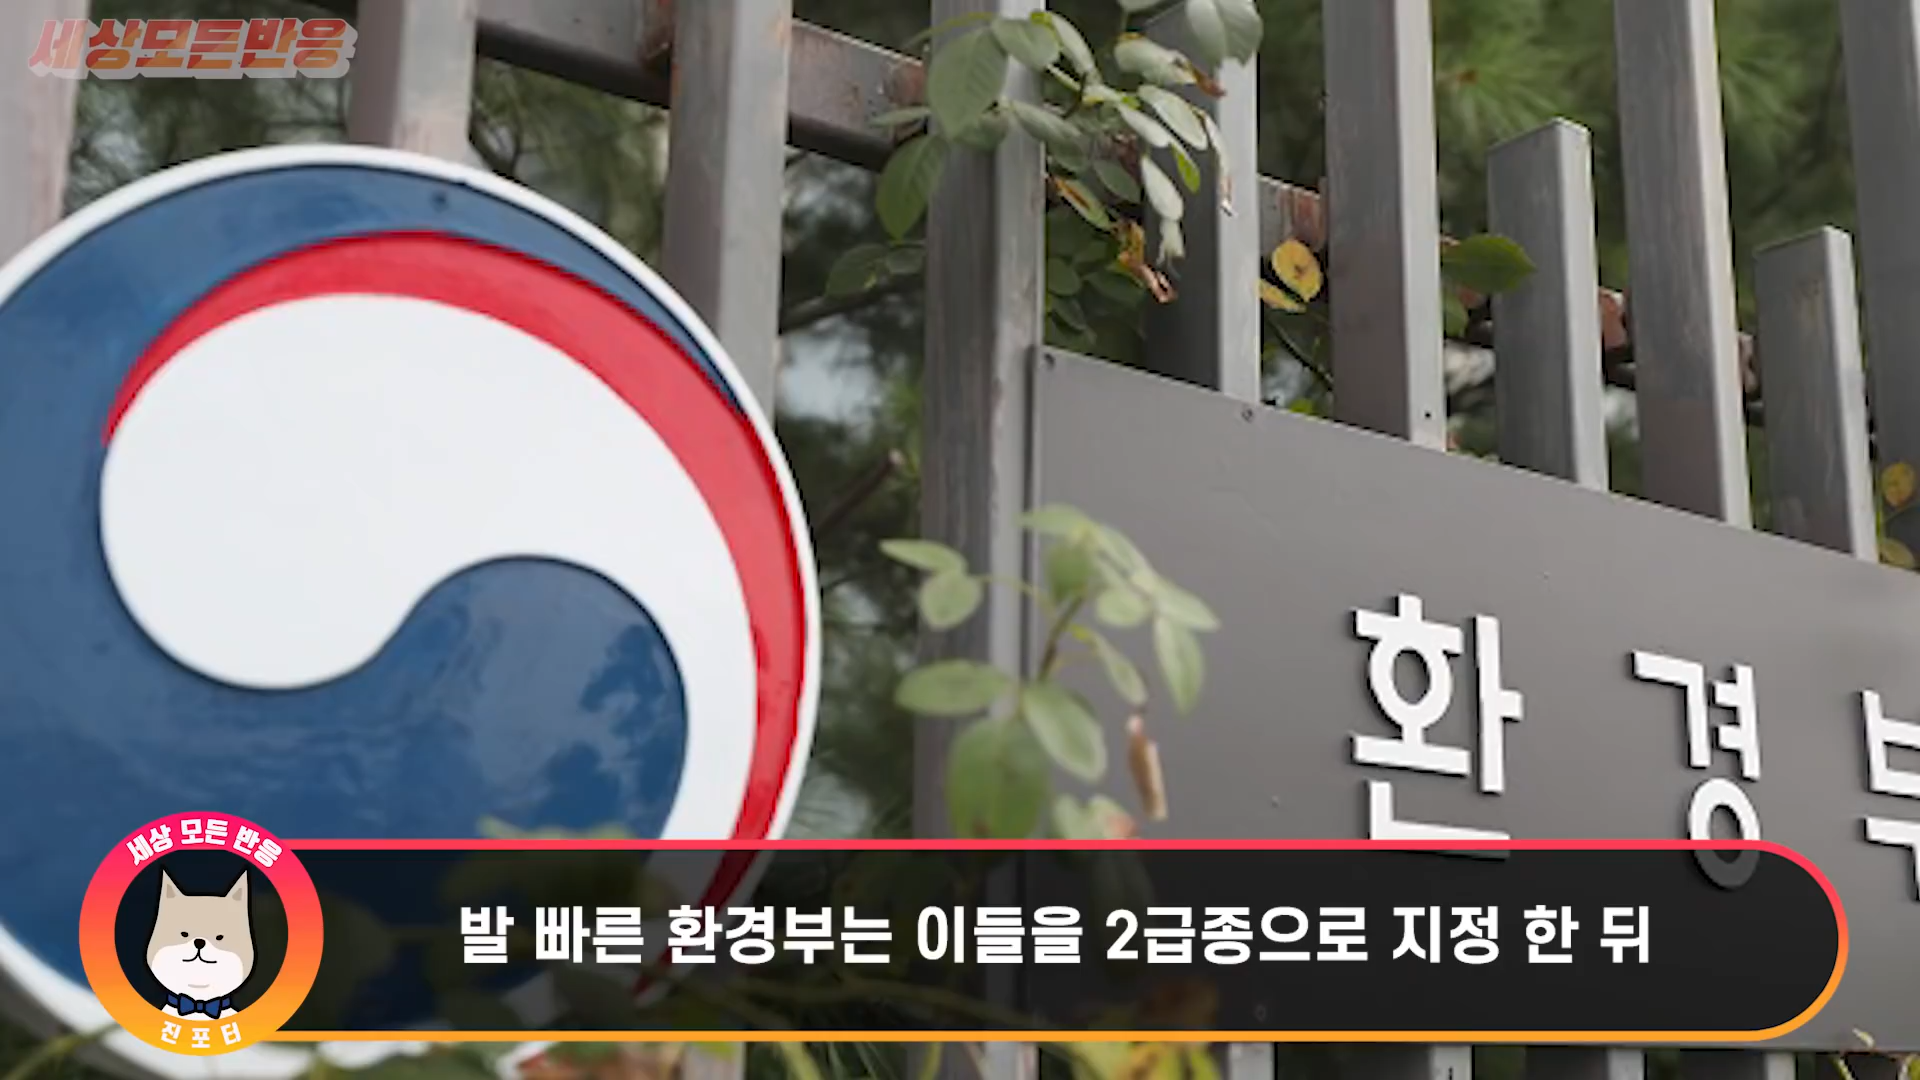 세상모든반응
환경부
세상 모든 반응
발 빠른 환경부는 이들을 2급종으로 지정 한 뒤
진포터